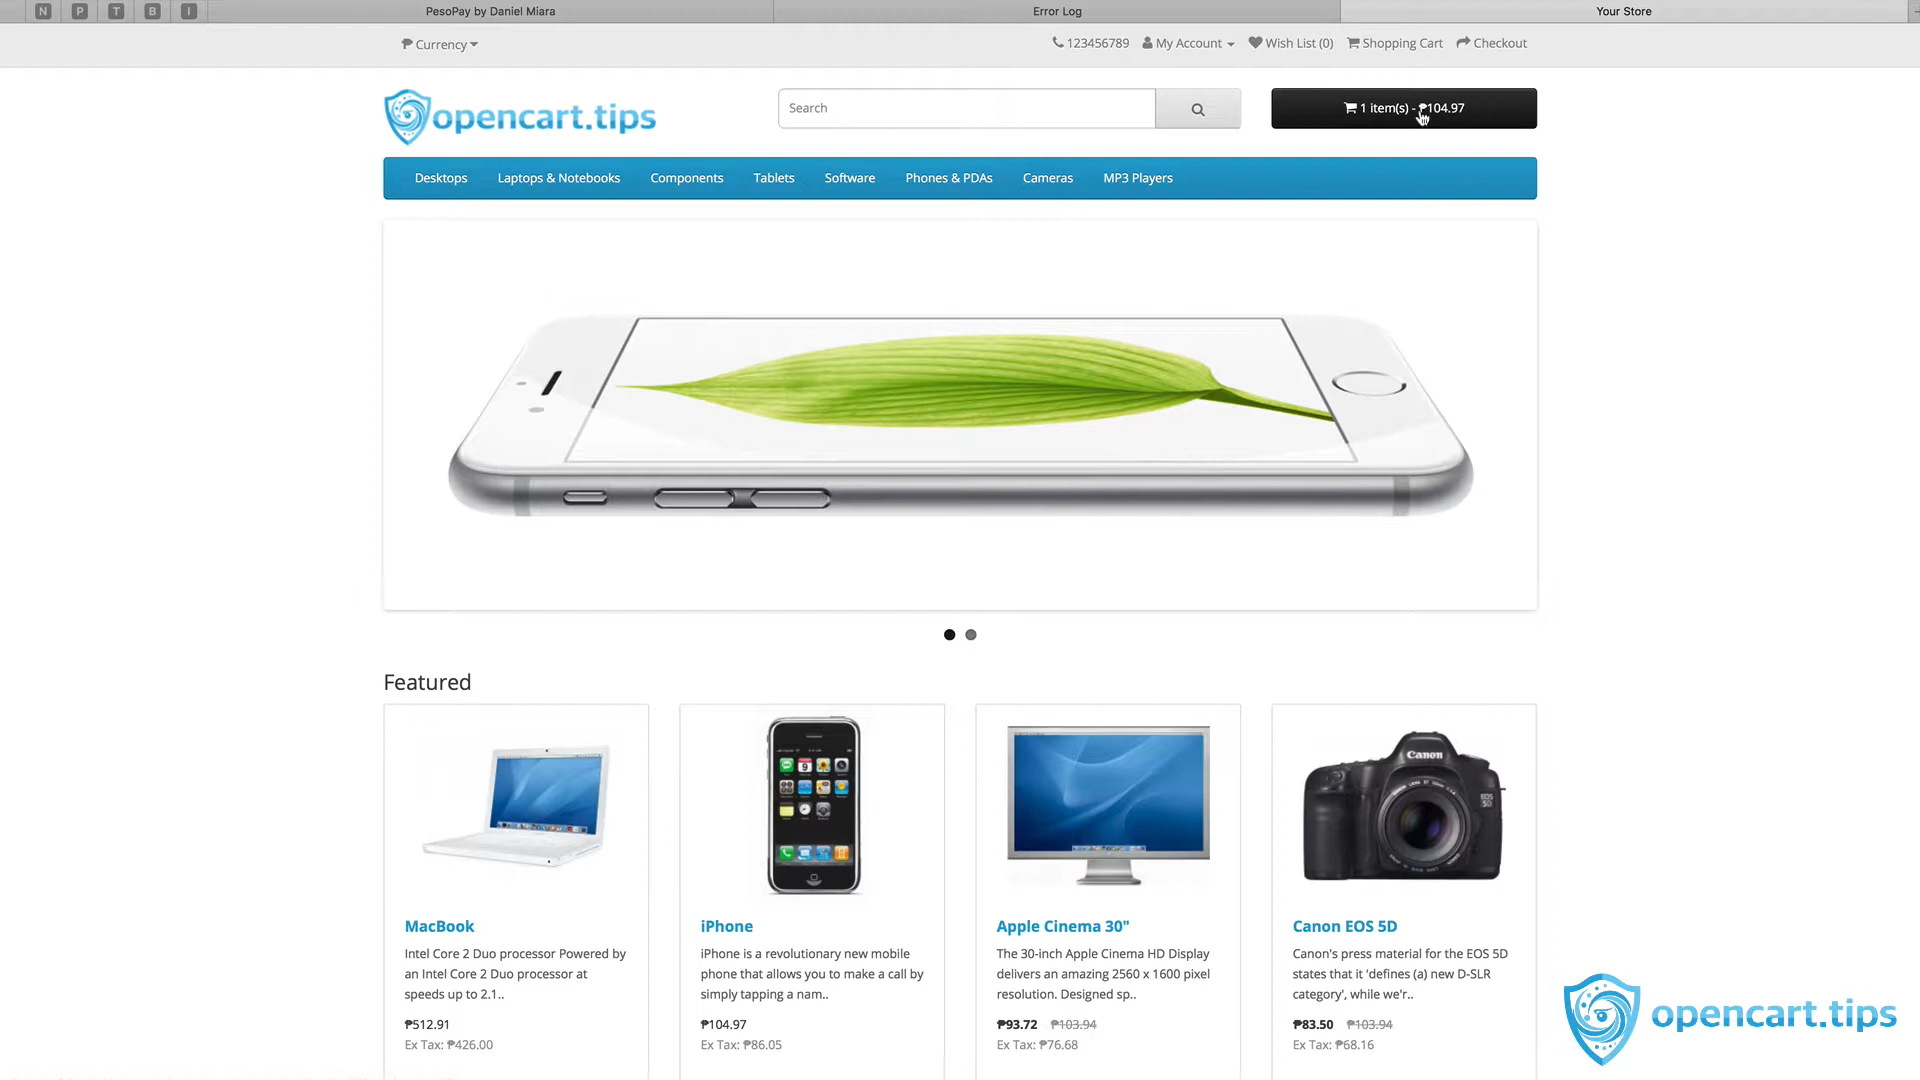 N P T B I
PesoPay by Daniel Miara
Error Log
Your Store
₱ Currency
123456789 My Account Wish List (0) Shopping Cart Checkout
opencart.tips
Search
1 item(s) - ₱104.97
Desktops Laptops & Notebooks Components Tablets Software Phones & PDAs Cameras MP3 Players
Featured
Canon
EOS
5D
MacBook
Intel Core 2 Duo processor Powered by
an Intel Core 2 Duo processor at
speeds up to 2.1..
₱512.91
Ex Tax: ₱426.00
iPhone
iPhone is a revolutionary new mobile
phone that allows you to make a call by
simply tapping a nam..
₱104.97
Ex Tax: ₱86.05
Apple Cinema 30"
The 30-inch Apple Cinema HD Display
delivers an amazing 2560 x 1600 pixel
resolution. Designed sp..
₱93.72 ₱103.94
Ex Tax: ₱76.68
Canon EOS 5D
Canon's press material for the EOS 5D
states that it 'defines (a) new D-SLR
category', while we'r..
₱83.50 ₱103.94
Ex Tax: ₱68.16
opencart.tips